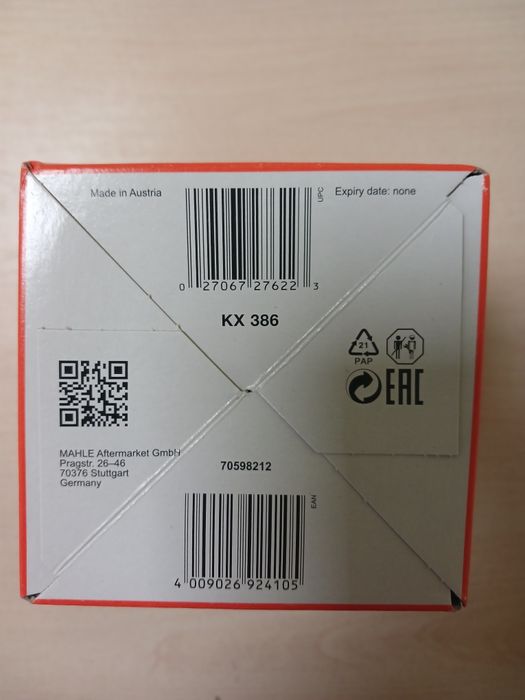 Made in Austria
UPC
Expiry date: none
0 27067 27622 3
KX 386
21
PAP
EAC
MAHLE Aftermarket GmbH
Pragstr. 26–46
70376 Stuttgart
Germany
70598212
EAN
4 009026 924105